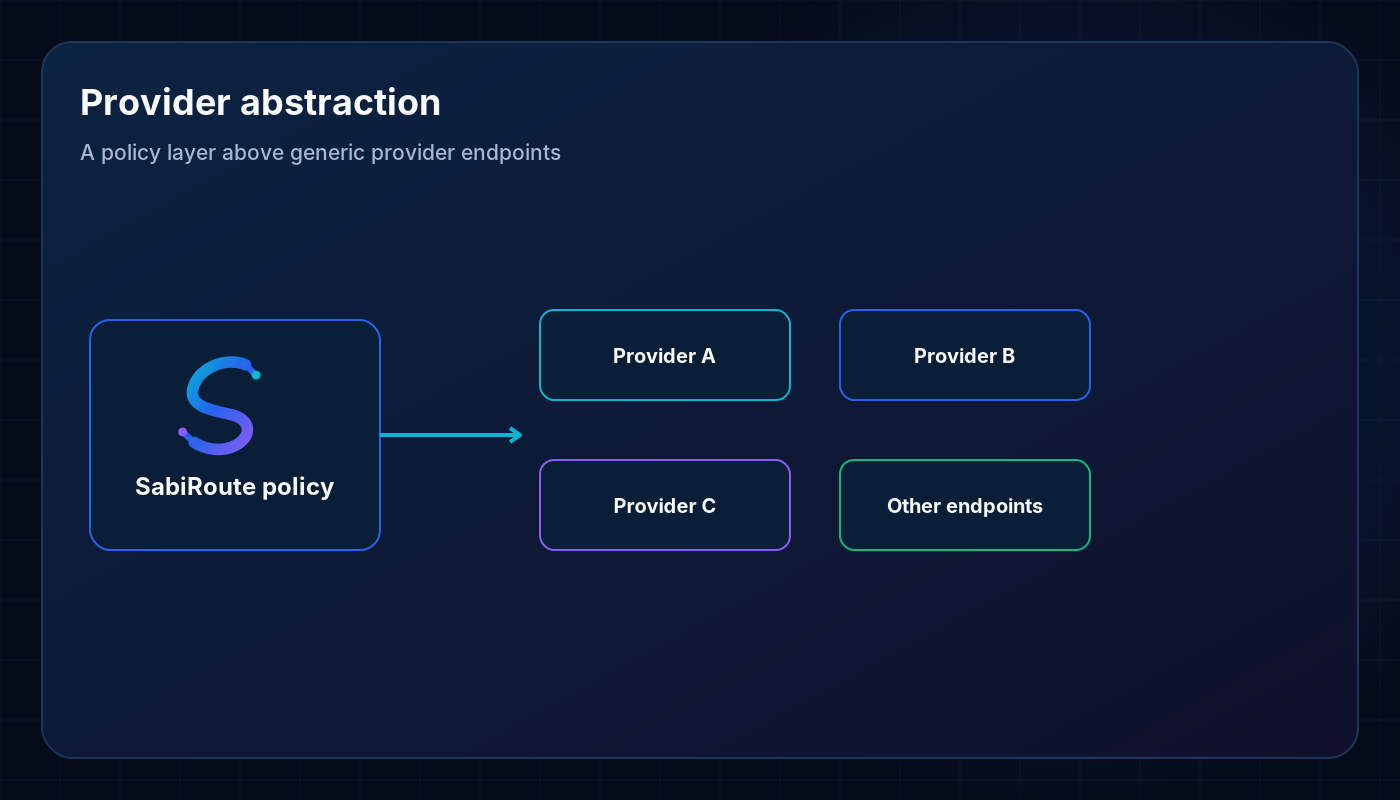 Provider abstraction
A policy layer above generic provider endpoints
Provider A
Provider B
SabiRoute policy
Provider C
Other endpoints